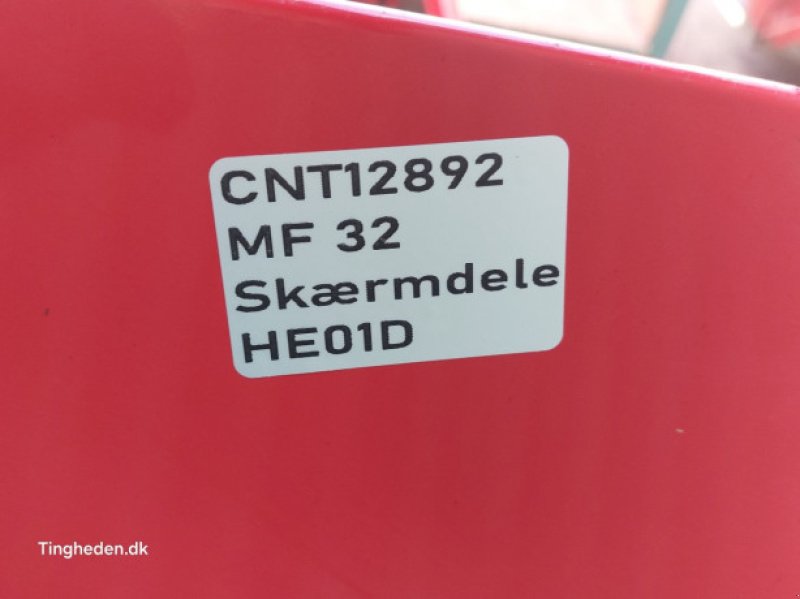 CNT12892
MF 32
Skærmdele
HE01D
Tingheden.dk